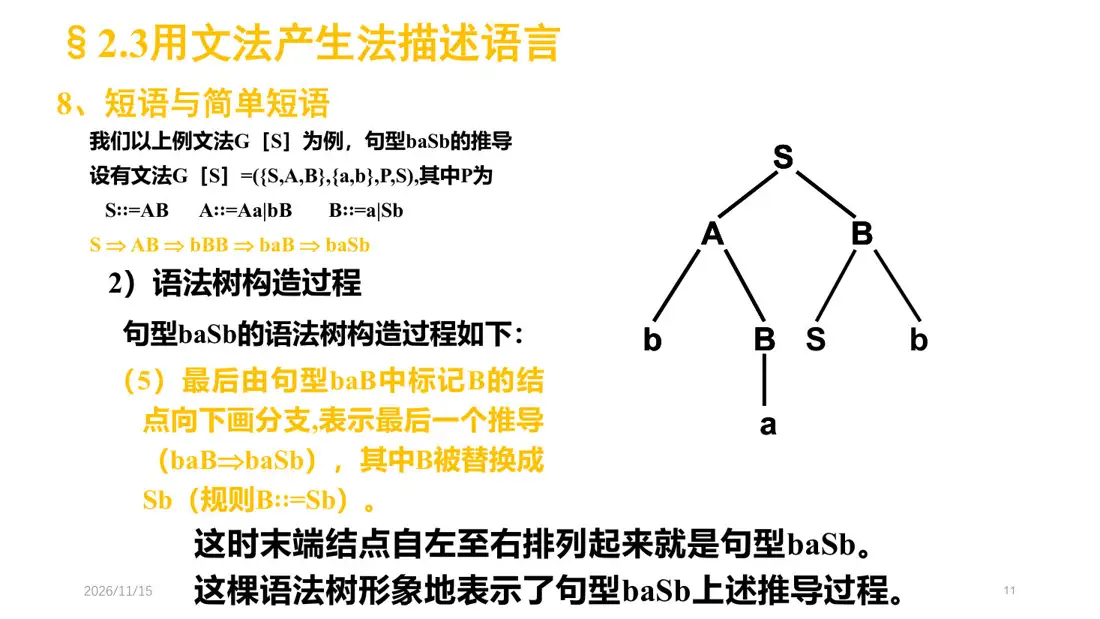 §2.3用文法产生法描述语言
8、短语与简单短语
我们以上例文法G［S］为例，句型baSb的推导
设有文法G［S］=({S,A,B},{a,b},P,S),其中P为
S∷=AB A∷=Aa|bB B∷=a|Sb
S ⇒ AB ⇒ bBB ⇒ baB ⇒ baSb
2）语法树构造过程
句型baSb的语法树构造过程如下：
（5）最后由句型baB中标记B的结
点向下画分支,表示最后一个推导
（baB⇒baSb），其中B被替换成
Sb（规则B∷=Sb）。
这时末端结点自左至右排列起来就是句型baSb。
这棵语法树形象地表示了句型baSb上述推导过程。
S
A B
b B S b
a
2026/11/15
11